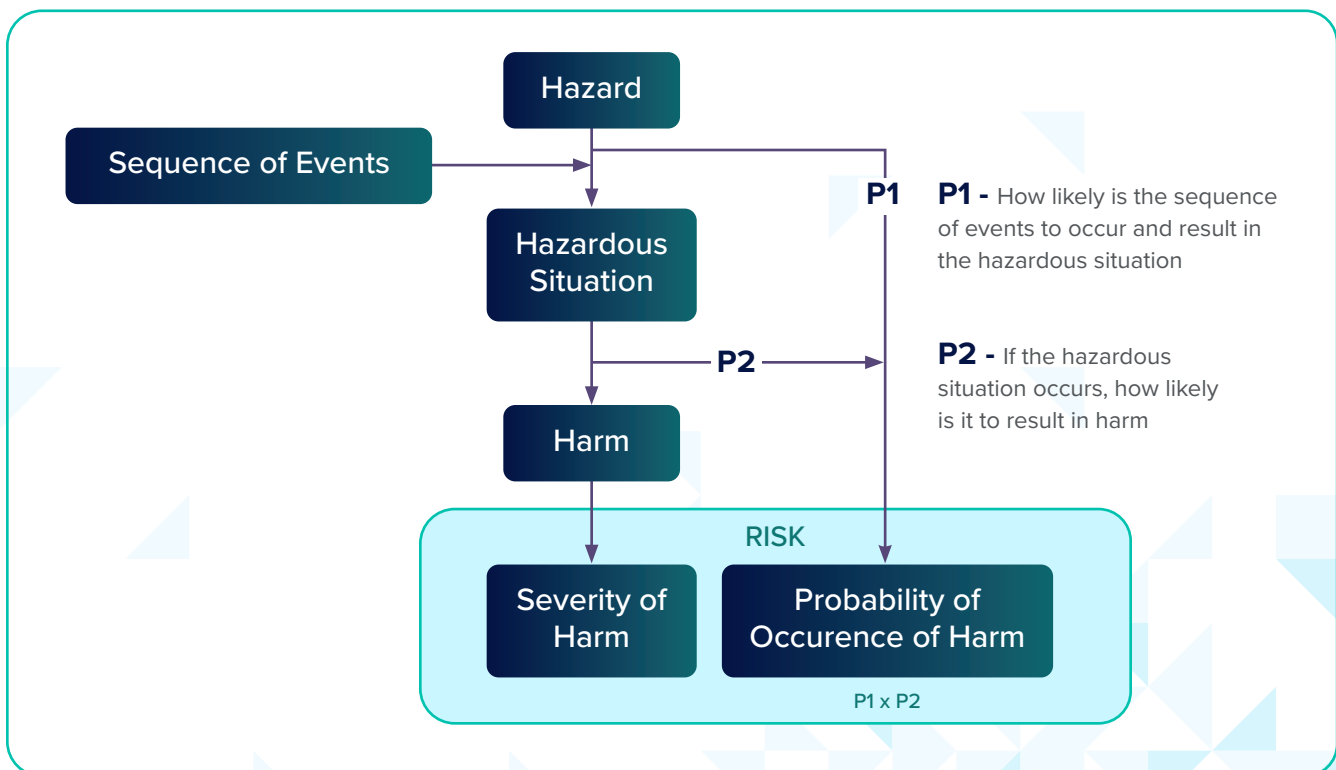 Hazard
Sequence of Events
P1
P1 - How likely is the sequence
of events to occur and result in
the hazardous situation
Hazardous
Situation
P2
P2 - If the hazardous
situation occurs, how likely
is it to result in harm
Harm
RISK
Severity of
Harm
Probability of
Occurence of Harm
P1 x P2